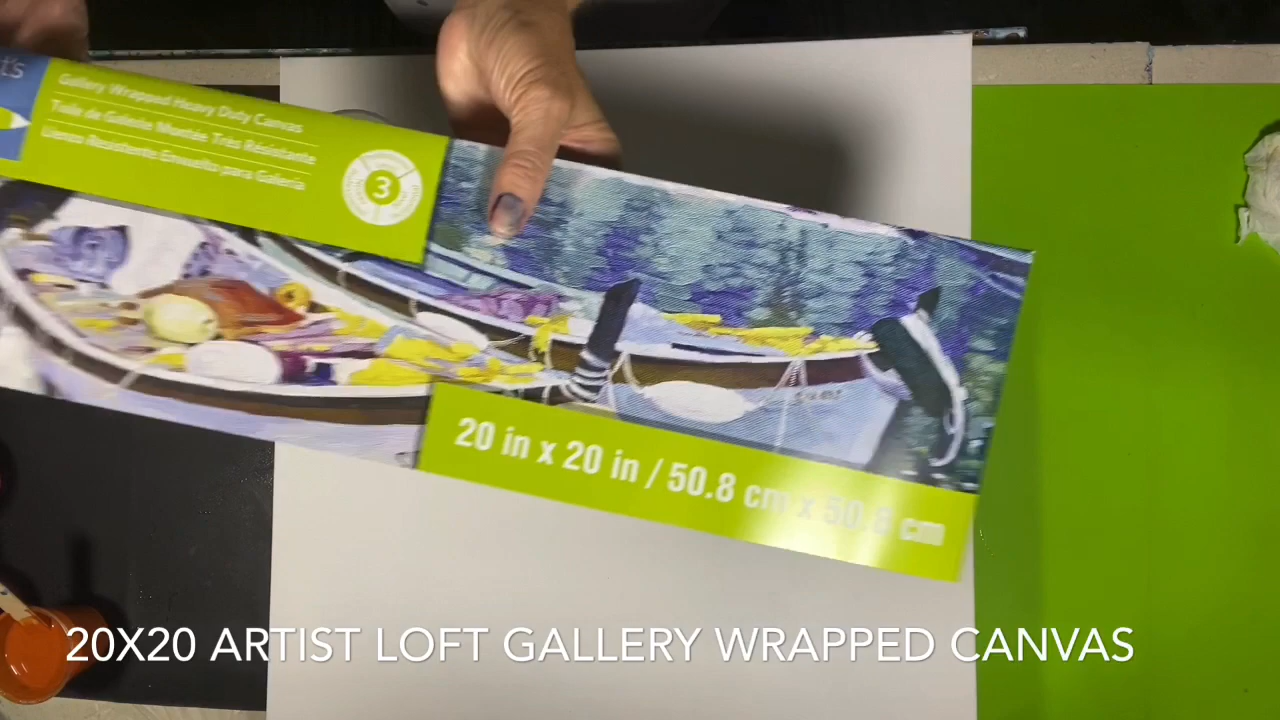 Gallery Wrapped Heavy Duty Canvas
Toile de Galerie Montée Très Résistante
Lienzo Resistente Envuelto para Galería
3
20 in x 20 in / 50.8 cm x 50.8 cm
20X20 ARTIST LOFT GALLERY WRAPPED CANVAS